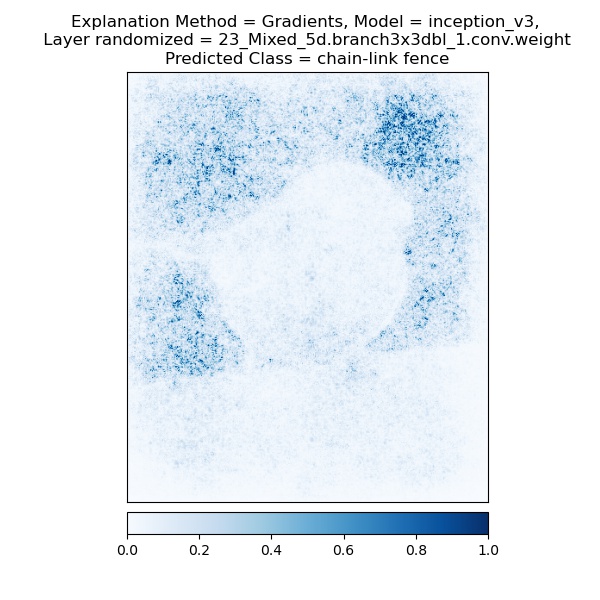 Explanation Method = Gradients, Model = inception_v3,
Layer randomized = 23_Mixed_5d.branch3x3dbl_1.conv.weight
Predicted Class = chain-link fence
0.0 0.2 0.4 0.6 0.8 1.0